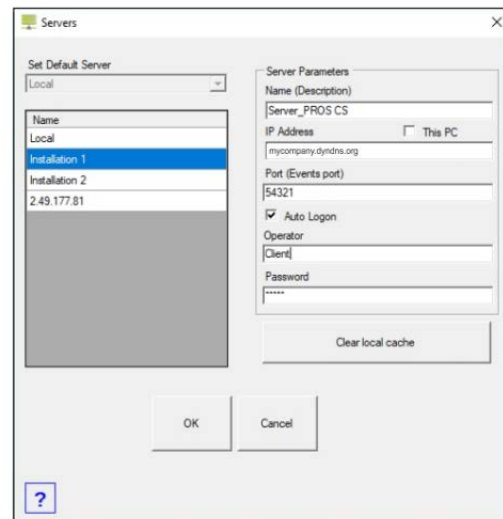 Servers
Set Default Server
Local
Name
Local
Installation 1
Installation 2
2.49.177.81
Server Parameters
Name (Description)
Server_PROS CS
IP Address
This PC
mycompany.dyndns.org
Port (Events port)
54321
Auto Logon
Operator
Client
Password
*****
Clear local cache
OK
Cancel
?